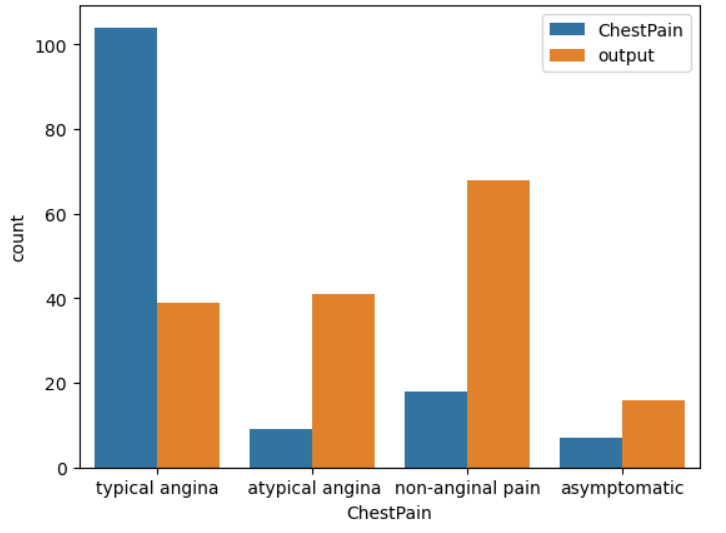 ChestPain
output
count
100
80
60
40
20
0
typical angina atypical angina non-anginal pain asymptomatic
ChestPain